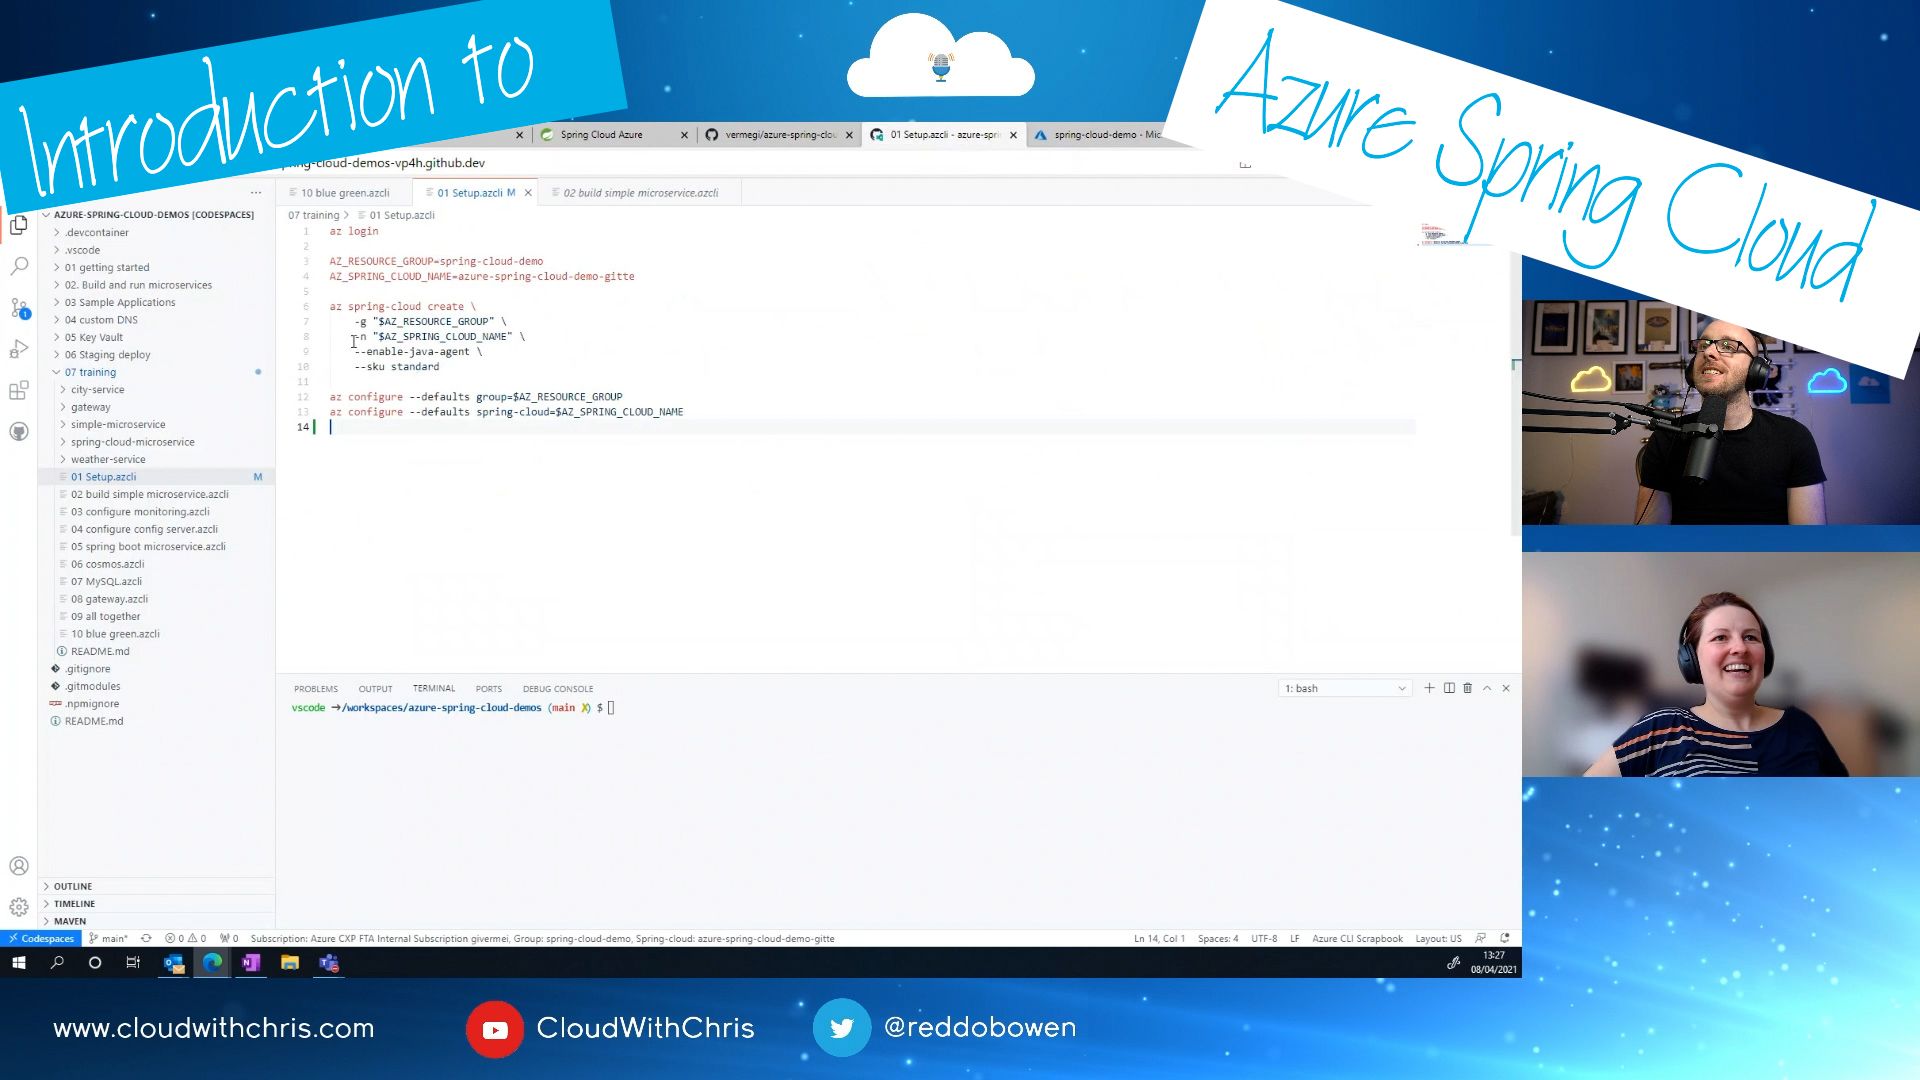 Introduction to
Azure Spring Cloud
Spring Cloud Azure
vermegi/azure-spring-clou
01 Setup.azcli - azure-spri
spring-cloud-demo - Mic
-cloud-demos-vp4h.github.dev
10 blue green.azcli
01 Setup.azcli M
02 build simple microservice.azcli
07 training > 01 Setup.azcli
AZURE-SPRING-CLOUD-DEMOS [CODESPACES]
.devcontainer
.vscode
01 getting started
02. Build and run microservices
03 Sample Applications
04 custom DNS
05 Key Vault
06 Staging deploy
07 training
city-service
gateway
simple-microservice
spring-cloud-microservice
weather-service
01 Setup.azcli M
02 build simple microservice.azcli
03 configure monitoring.azcli
04 configure config server.azcli
05 spring boot microservice.azcli
06 cosmos.azcli
07 MySQL.azcli
08 gateway.azcli
09 all together
10 blue green.azcli
README.md
.gitignore
.gitmodules
.npmignore
README.md
OUTLINE
TIMELINE
MAVEN
1 az login
2
3 AZ_RESOURCE_GROUP=spring-cloud-demo
4 AZ_SPRING_CLOUD_NAME=azure-spring-cloud-demo-gitte
5
6 az spring-cloud create \
7 -g "$AZ_RESOURCE_GROUP" \
8 -n "$AZ_SPRING_CLOUD_NAME" \
9 --enable-java-agent \
10 --sku standard
11
12 az configure --defaults group=$AZ_RESOURCE_GROUP
13 az configure --defaults spring-cloud=$AZ_SPRING_CLOUD_NAME
14
PROBLEMS OUTPUT TERMINAL PORTS DEBUG CONSOLE
1: bash
vscode →/workspaces/azure-spring-cloud-demos (main ✗) $
Codespaces main* 0 0 0 Subscription: Azure CXP FTA Internal Subscription givermei, Group: spring-cloud-demo, Spring-cloud: azure-spring-cloud-demo-gitte
Ln 14, Col 1 Spaces: 4 UTF-8 LF Azure CLI Scrapbook Layout: US
13:27
08/04/2021
www.cloudwithchris.com
CloudWithChris
@reddobowen